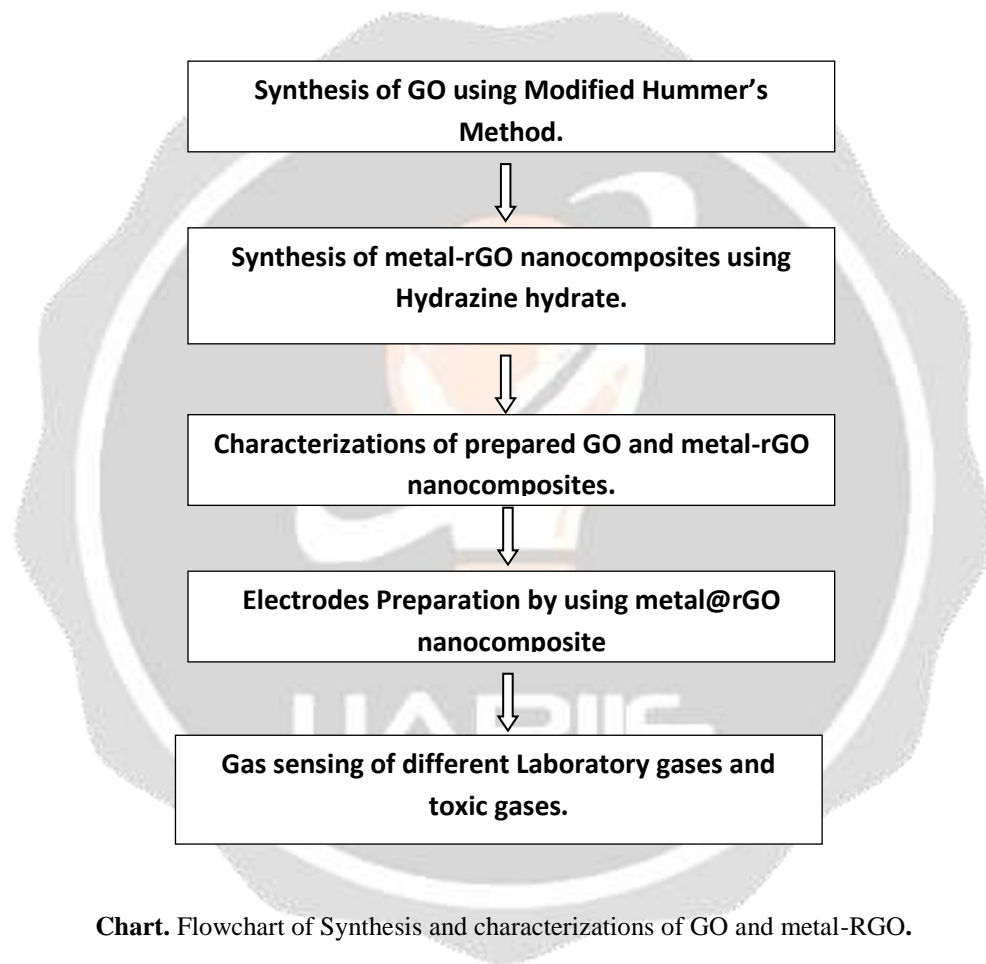 Synthesis of GO using Modified Hummer's
Method.
Synthesis of metal-rGO nanocomposites using
Hydrazine hydrate.
Characterizations of prepared GO and metal-rGO
nanocomposites.
Electrodes Preparation by using metal@rGO
nanocomposite
Gas sensing of different Laboratory gases and
toxic gases.
Chart. Flowchart of Synthesis and characterizations of GO and metal-RGO.